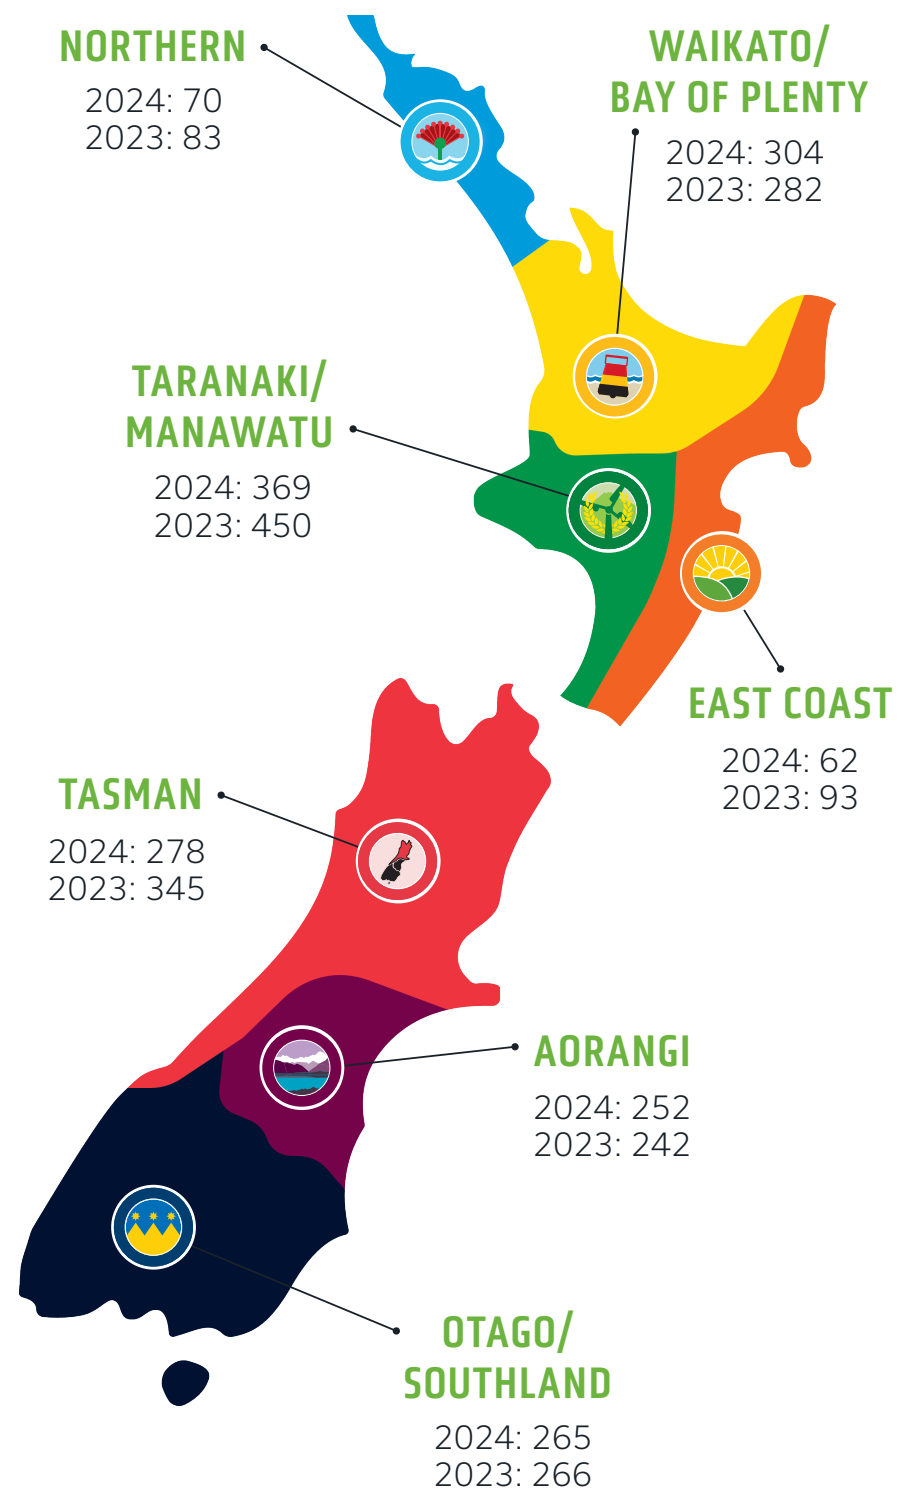 NORTHERN
2024: 70
2023: 83
WAIKATO/
BAY OF PLENTY
2024: 304
2023: 282
TARANAKI/
MANAWATU
2024: 369
2023: 450
EAST COAST
2024: 62
2023: 93
TASMAN
2024: 278
2023: 345
AORANGI
2024: 252
2023: 242
OTAGO/
SOUTHLAND
2024: 265
2023: 266